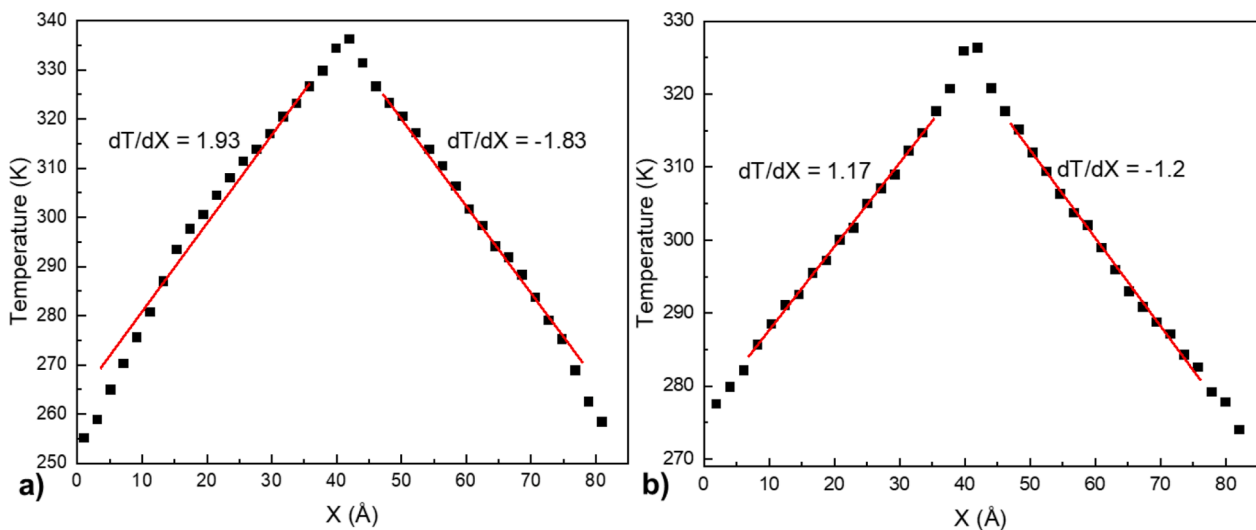 340
330
320
310
300
290
280
270
260
250
Temperature (K)
dT/dX = 1.93
dT/dX = -1.83
0 10 20 30 40 50 60 70 80
X (Å)
a)
330
320
310
300
290
280
270
Temperature (K)
dT/dX = 1.17
dT/dX = -1.2
0 10 20 30 40 50 60 70 80
X (Å)
b)